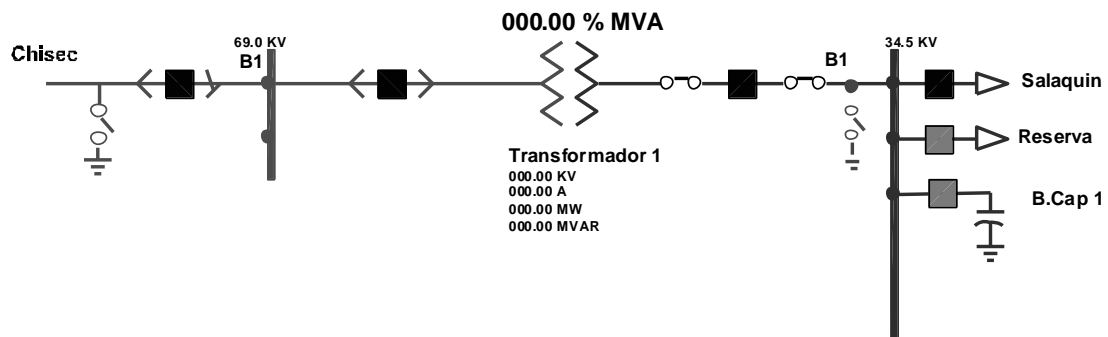 000.00 % MVA
Chisec
69.0 KV
B1
B1
34.5 KV
Salaquin
Reserva
B.Cap 1
Transformador 1
000.00 KV
000.00 A
000.00 MW
000.00 MVAR